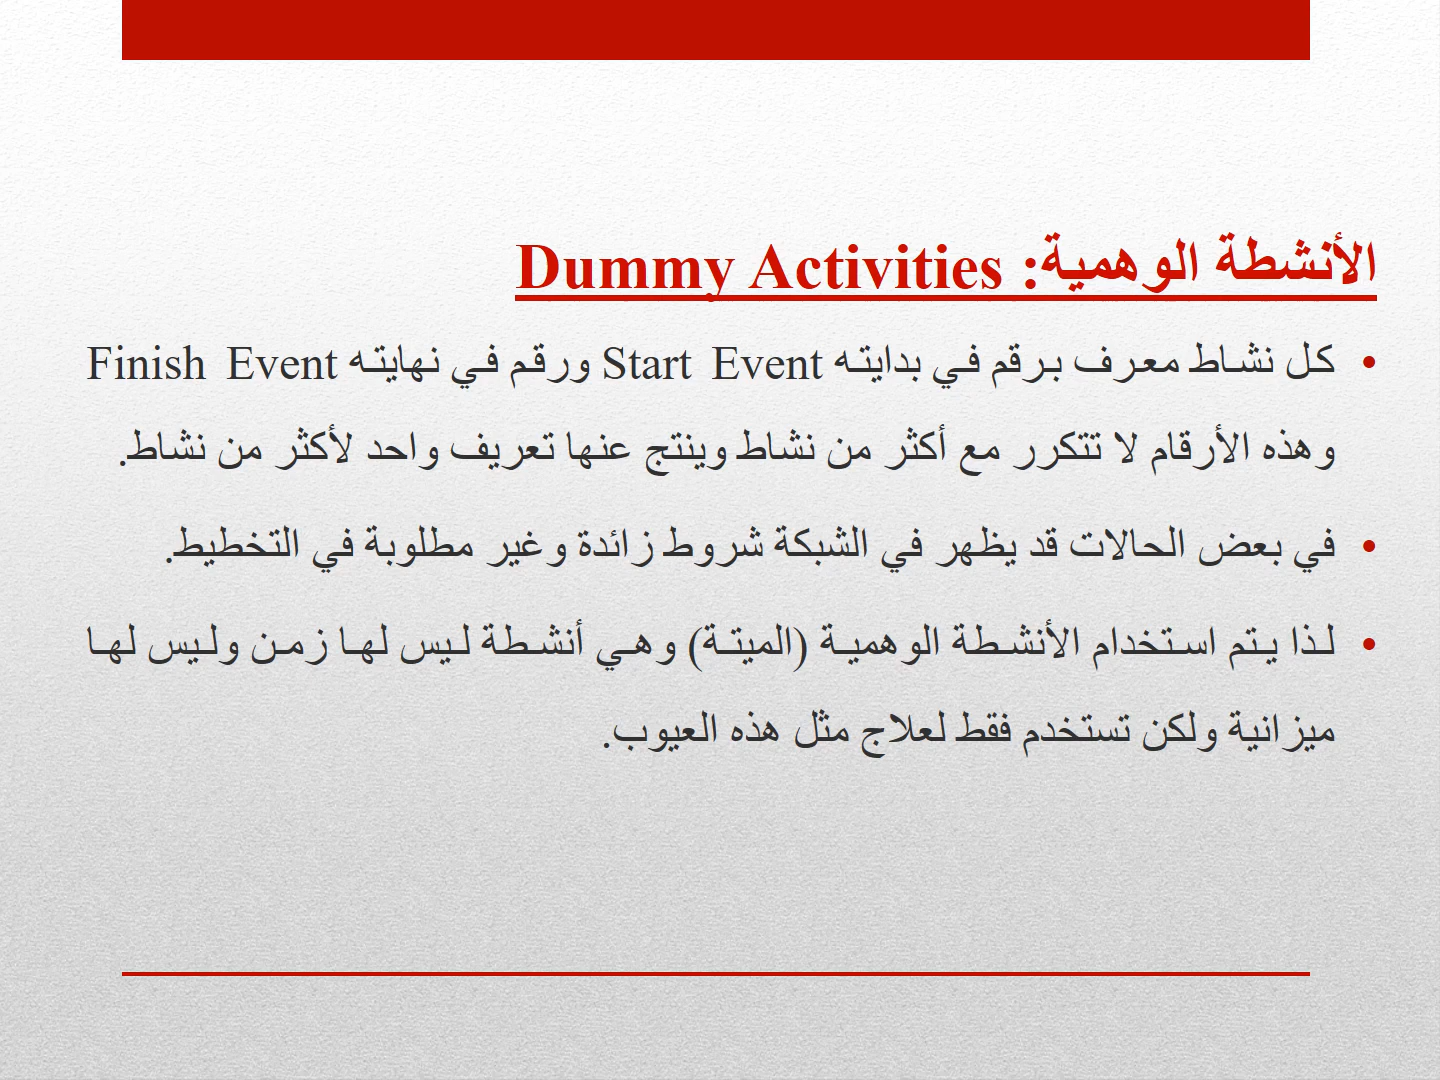 الأنشطة الوهمية: Dummy Activities
• كل نشاط معرف برقم في بدايته Start Event ورقم في نهايته Finish Event
وهذه الأرقام لا تتكرر مع أكثر من نشاط وينتج عنها تعريف واحد لأكثر من نشاط.
• في بعض الحالات قد يظهر في الشبكة شروط زائدة وغير مطلوبة في التخطيط.
• لذا يتم استخدام الأنشطة الوهمية (الميتة) وهي أنشطة ليس لها زمن وليس لها
ميزانية ولكن تستخدم فقط لعلاج مثل هذه العيوب.